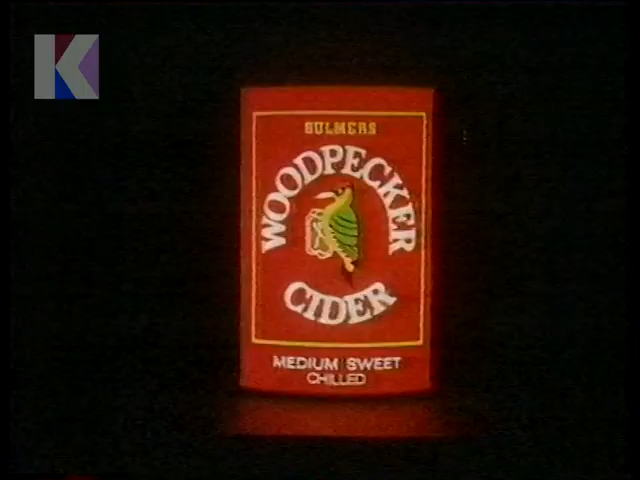 K
BULMERS
WOODPECKER
CIDER
MEDIUM SWEET
CHILLED